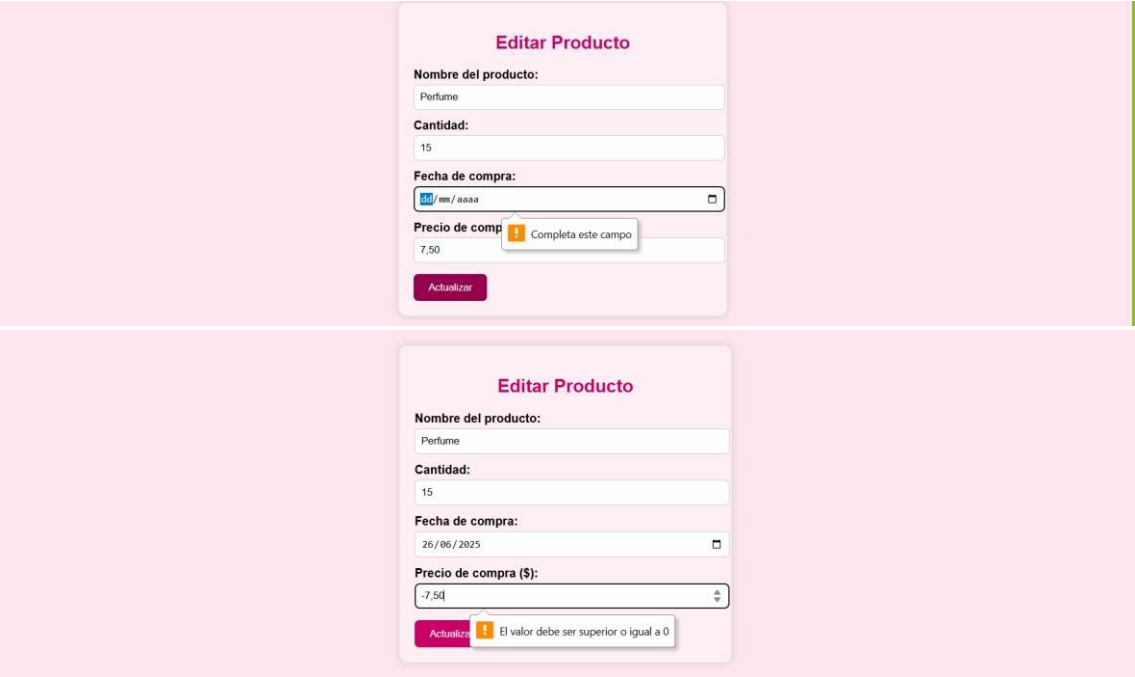 Editar Producto
Nombre del producto:
Perfume
Cantidad:
15
Fecha de compra:
dd/mm/aaaa
Precio de comp
Completa este campo
7,50
Actualizar
Editar Producto
Nombre del producto:
Perfume
Cantidad:
15
Fecha de compra:
26/06/2025
Precio de compra ($):
-7,50
Actualiza
El valor debe ser superior o igual a 0